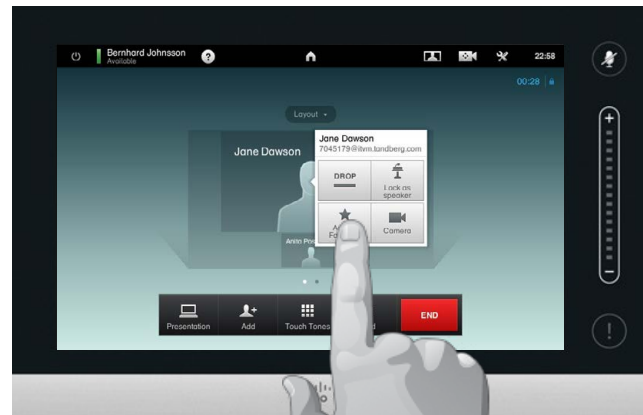 Bernhard Johnsson
Available
?
22:58
00:28
Layout
Jane Dawson
Jane Dawson
7045179@itvm.tandberg.com
DROP
Lock as
speaker
Camera
Anita
Presentation
Add
Touch Tones
END
+
-
!